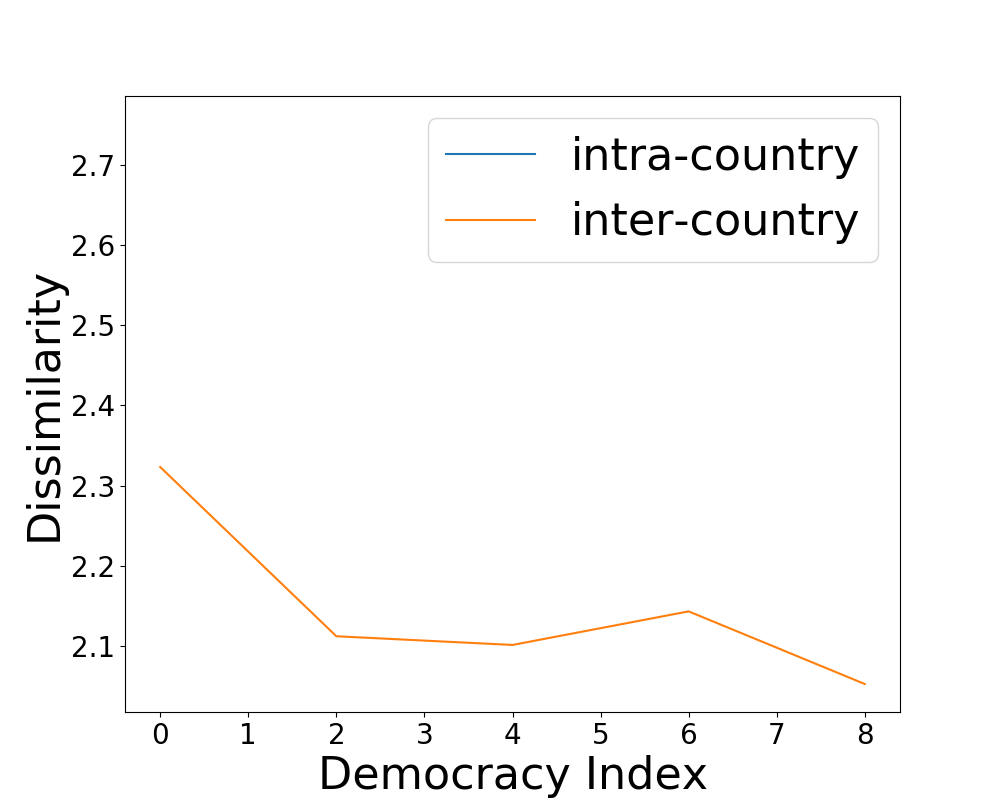 intra-country
inter-country
2.7
2.6
2.5
2.4
2.3
2.2
2.1
Dissimilarity
0 1 2 3 4 5 6 7 8
Democracy Index